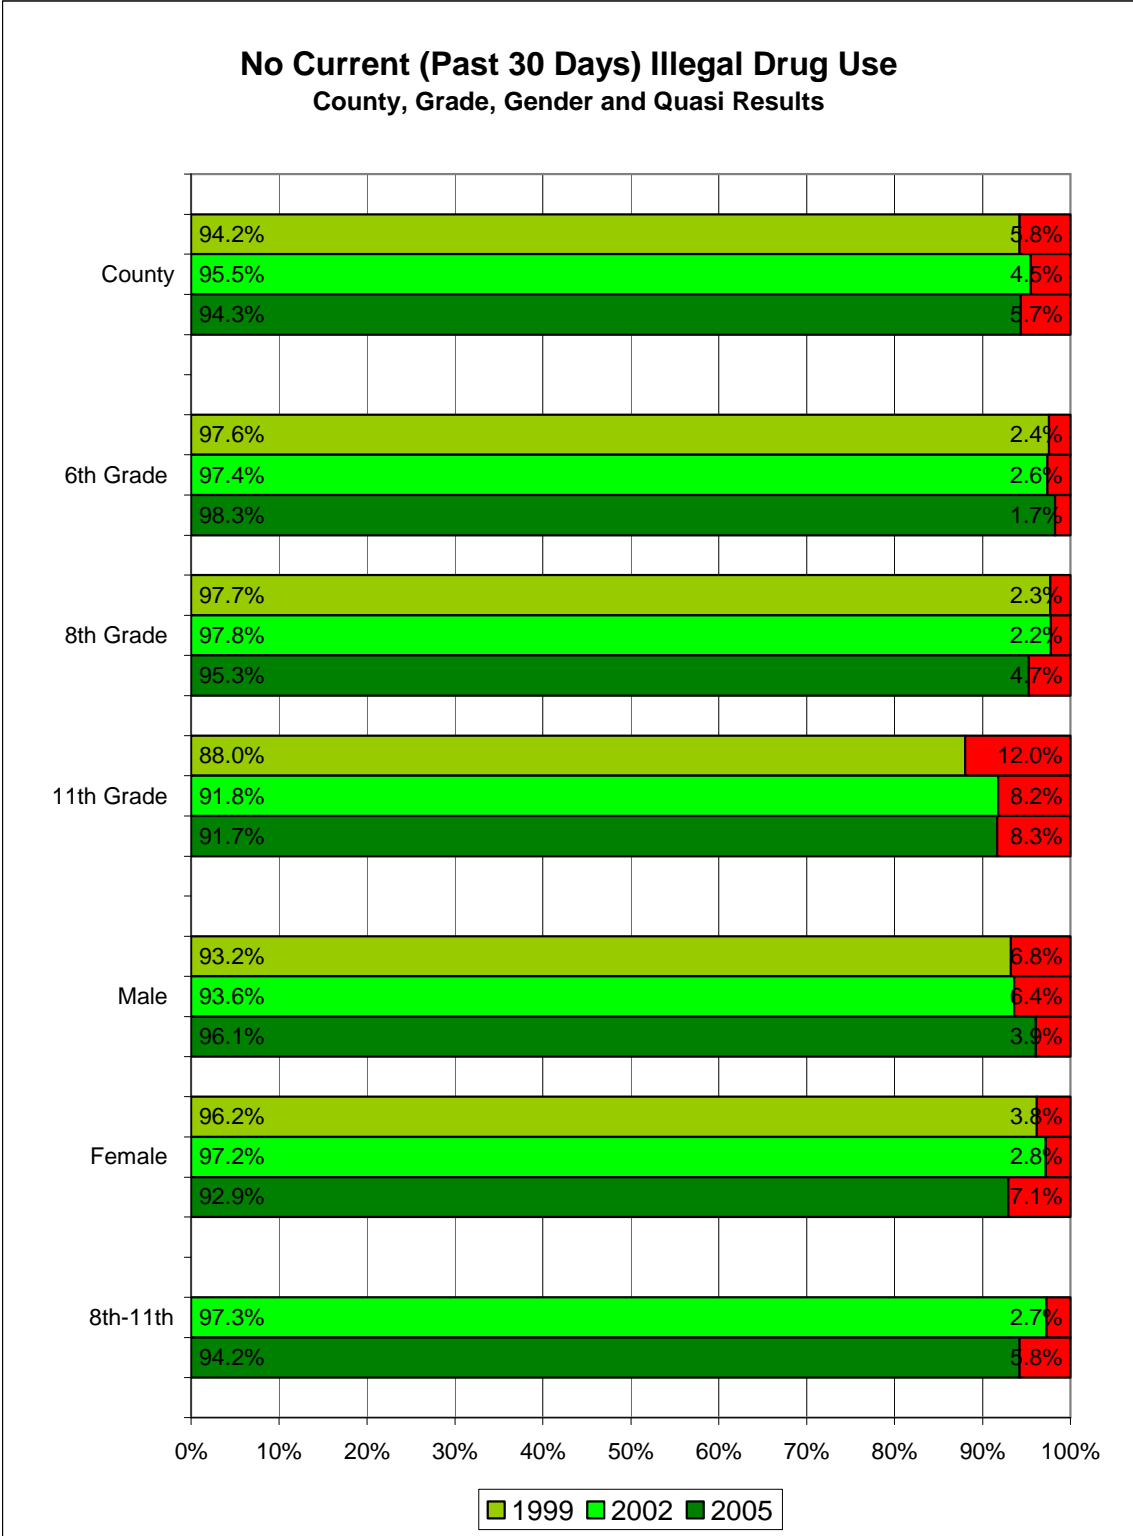 No Current (Past 30 Days) Illegal Drug Use
County, Grade, Gender and Quasi Results
94.2% 5.8%
County 95.5% 4.5%
94.3% 5.7%
97.6% 2.4%
6th Grade 97.4% 2.6%
98.3% 1.7%
97.7% 2.3%
8th Grade 97.8% 2.2%
95.3% 4.7%
88.0% 12.0%
11th Grade 91.8% 8.2%
91.7% 8.3%
93.2% 6.8%
Male 93.6% 6.4%
96.1% 3.9%
96.2% 3.8%
Female 97.2% 2.8%
92.9% 7.1%
8th-11th 97.3% 2.7%
94.2% 5.8%
0% 10% 20% 30% 40% 50% 60% 70% 80% 90% 100%
1999 2002 2005